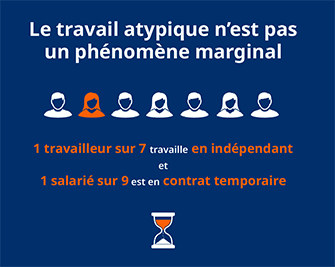 Le travail atypique n'est pas
un phénomène marginal
1 travailleur sur 7 travaille en indépendant
et
1 salarié sur 9 est en contrat temporaire